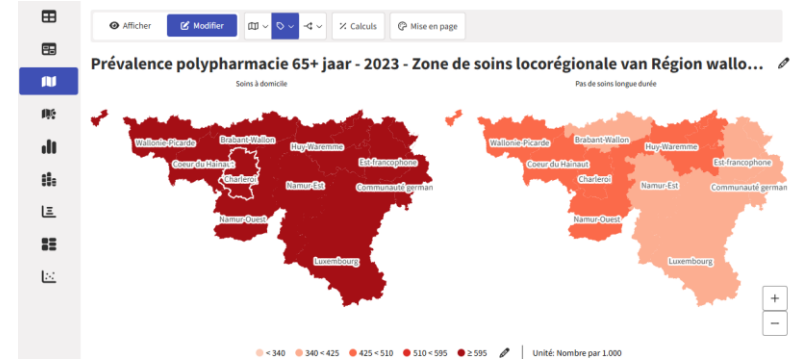 Afficher Modifier Calculs Mise en page
Prévalence polypharmacie 65+ jaar - 2023 - Zone de soins locorégionale van Région wallo...
Soins à domicile Pas de soins longue durée
Wallonie-Picarde Brabant-Wallon Huy-Waremme Coeur du Hainaut Est-francophone Charleroi Namur-Est Communauté german Namur-Ouest Luxembourg
Wallonie-Picarde Brabant-Wallon Huy-Waremme Coeur du Hainaut Est-francophone Charleroi Namur-Est Communauté german Namur-Ouest Luxembourg
< 340 340 < 425 425 < 510 510 < 595 ≥ 595 Unité: Nombre par 1.000